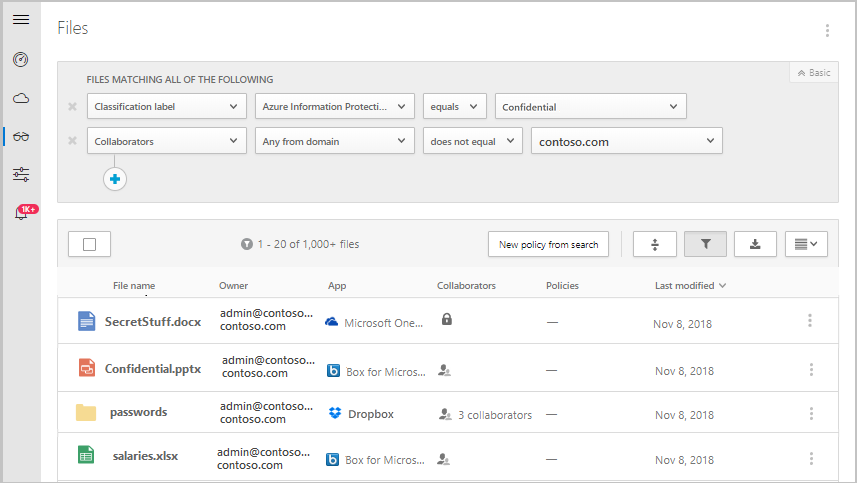 Files
Basic
FILES MATCHING ALL OF THE FOLLOWING
Classification label Azure Information Protecti... equals Confidential
Collaborators Any from domain does not equal contoso.com
1K+
1 - 20 of 1,000+ files New policy from search
File name Owner App Collaborators Policies Last modified
SecretStuff.docx admin@contoso... Microsoft One... — Nov 8, 2018
contoso.com
Confidential.pptx admin@contoso... Box for Micros... — Nov 8, 2018
contoso.com
passwords admin@contoso... Dropbox 3 collaborators — Nov 8, 2018
contoso.com
salaries.xlsx admin@contoso... Box for Micros... — Nov 8, 2018
contoso.com